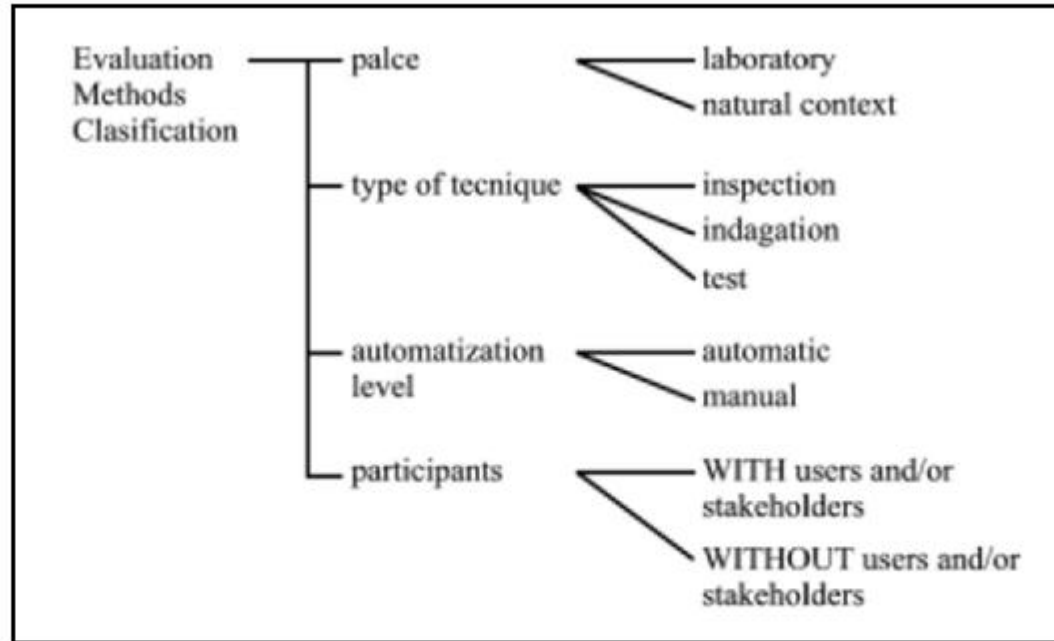 Evaluation
Methods
Clasification
palce
laboratory
natural context
type of tecnique
inspection
indagation
test
automatization
level
automatic
manual
participants
WITH users and/or
stakeholders
WITHOUT users and/or
stakeholders